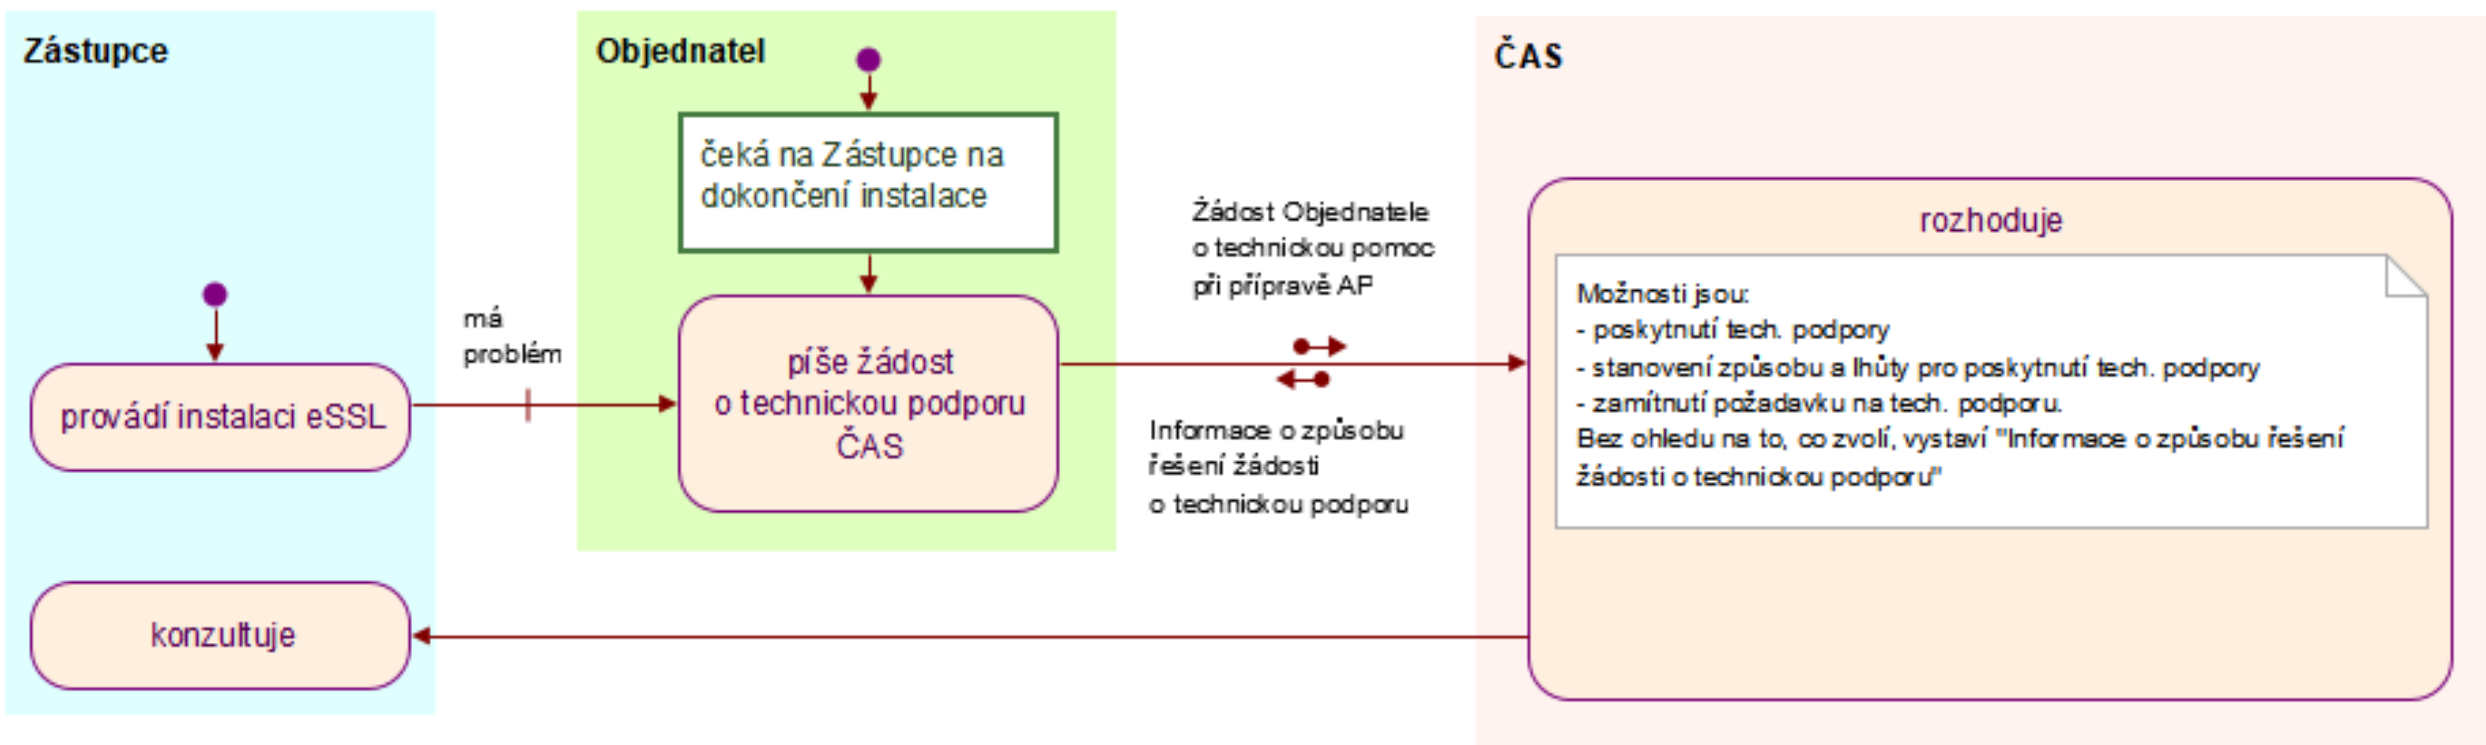 Zástupce
provádí instalaci eSSL
konzultuje
má
problém
Objednatel
čeká na Zástupce na
dokončení instalace
píše žádost
o technickou podporu
ČAS
Žádost Objednatele
o technickou pomoc
při přípravě AP
Informace o způsobu
řešení žádosti
o technickou podporu
ČAS
rozhoduje
Možnosti jsou:
- poskytnutí tech. podpory
- stanovení způsobu a lhůty pro poskytnutí tech. podpory
- zamítnutí požadavku na tech. podporu.
Bez ohledu na to, co zvolí, vystaví "Informace o způsobu řešení
žádosti o technickou podporu"